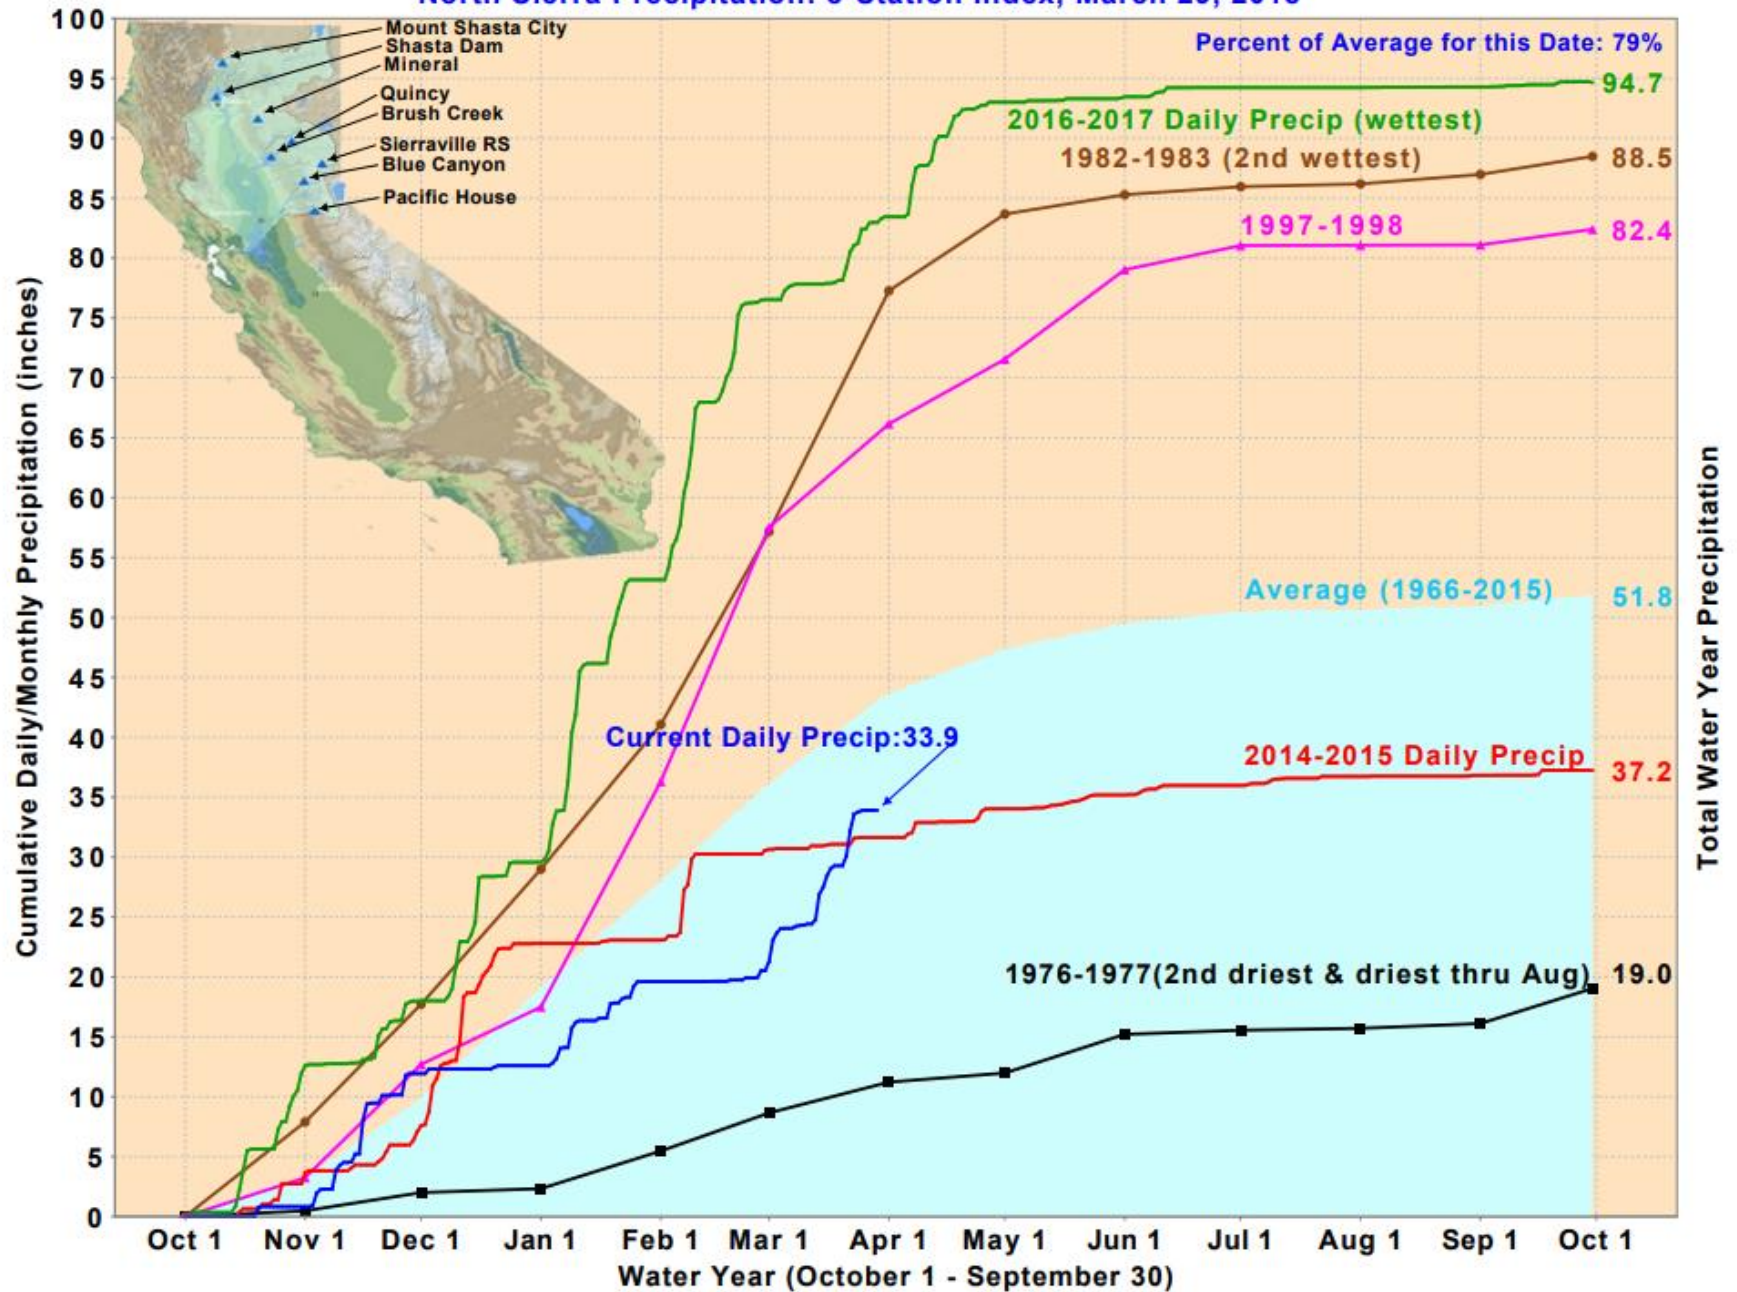 Percent of Average for this Date: 79%
Mount Shasta City
Shasta Dam
Mineral
Quincy
Brush Creek
Sierraville RS
Blue Canyon
Pacific House
94.7
2016-2017 Daily Precip (wettest)
1982-1983 (2nd wettest)
88.5
1997-1998
82.4
Average (1966-2015)
51.8
Current Daily Precip:33.9
2014-2015 Daily Precip
37.2
1976-1977(2nd driest & driest thru Aug)
19.0
Cumulative Daily/Monthly Precipitation (inches)
100
95
90
85
80
75
70
65
60
55
50
45
40
35
30
25
20
15
10
5
0
Total Water Year Precipitation
Oct 1 Nov 1 Dec 1 Jan 1 Feb 1 Mar 1 Apr 1 May 1 Jun 1 Jul 1 Aug 1 Sep 1 Oct 1
Water Year (October 1 - September 30)